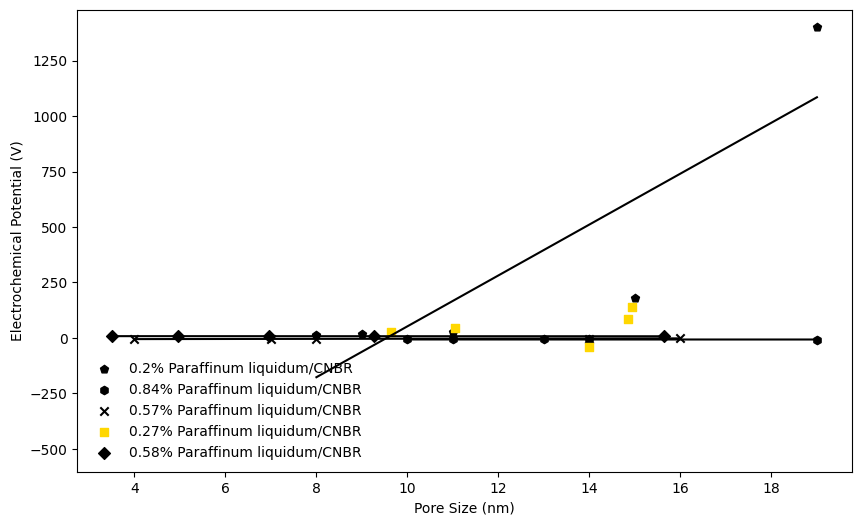 1250
1000
750
500
250
0
−250
−500
Electrochemical Potential (V)
0.2% Paraffinum liquidum/CNBR
0.84% Paraffinum liquidum/CNBR
0.57% Paraffinum liquidum/CNBR
0.27% Paraffinum liquidum/CNBR
0.58% Paraffinum liquidum/CNBR
4 6 8 10 12 14 16 18
Pore Size (nm)